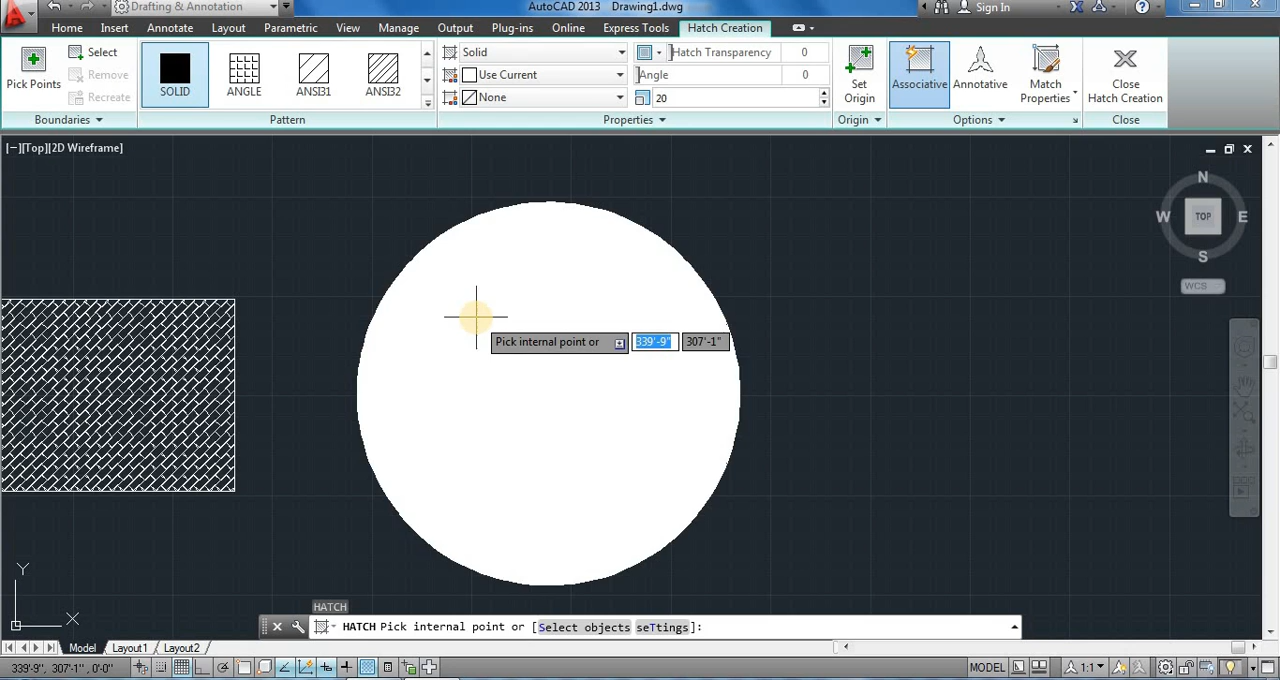 Drafting & Annotation
AutoCAD 2013 Drawing1.dwg
Sign In
Home Insert Annotate Layout Parametric View Manage Output Plug-ins Online Express Tools Hatch Creation
Pick Points
Select
Remove
Recreate
Boundaries
SOLID
ANGLE
ANSI31
ANSI32
Pattern
Solid
Use Current
None
Hatch Transparency 0
Angle 0
20
Properties
Set
Origin
Origin
Associative
Annotative
Match
Properties
Options
Close
Hatch Creation
Close
[−][Top][2D Wireframe]
N
W TOP E
S
WCS
Pick internal point or 339'-9" 307'-1"
Y
X
HATCH
HATCH Pick internal point or [Select objects seTtings]:
Model Layout1 Layout2
339'-9", 307'-1", 0'-0"
MODEL
1:1